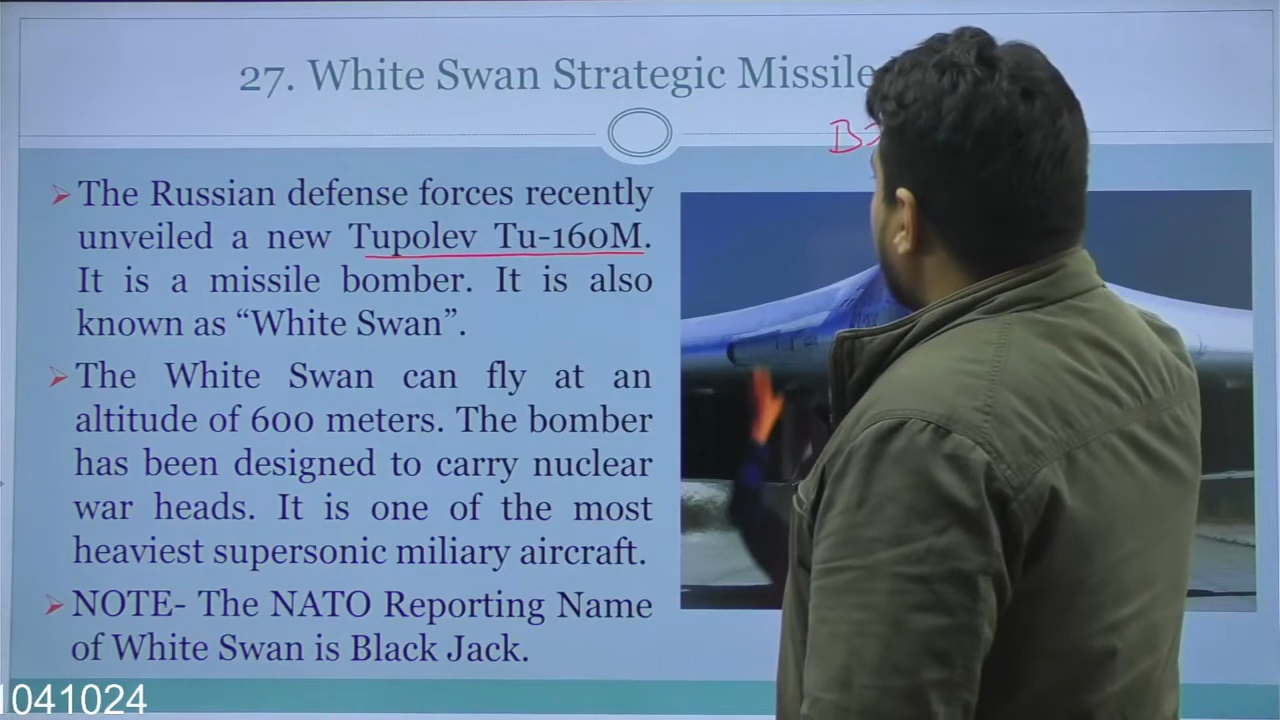 27. White Swan Strategic Missile
The Russian defense forces recently
unveiled a new Tupolev Tu-160M.
It is a missile bomber. It is also
known as “White Swan”.
The White Swan can fly at an
altitude of 600 meters. The bomber
has been designed to carry nuclear
war heads. It is one of the most
heaviest supersonic miliary aircraft.
NOTE- The NATO Reporting Name
of White Swan is Black Jack.
1041024